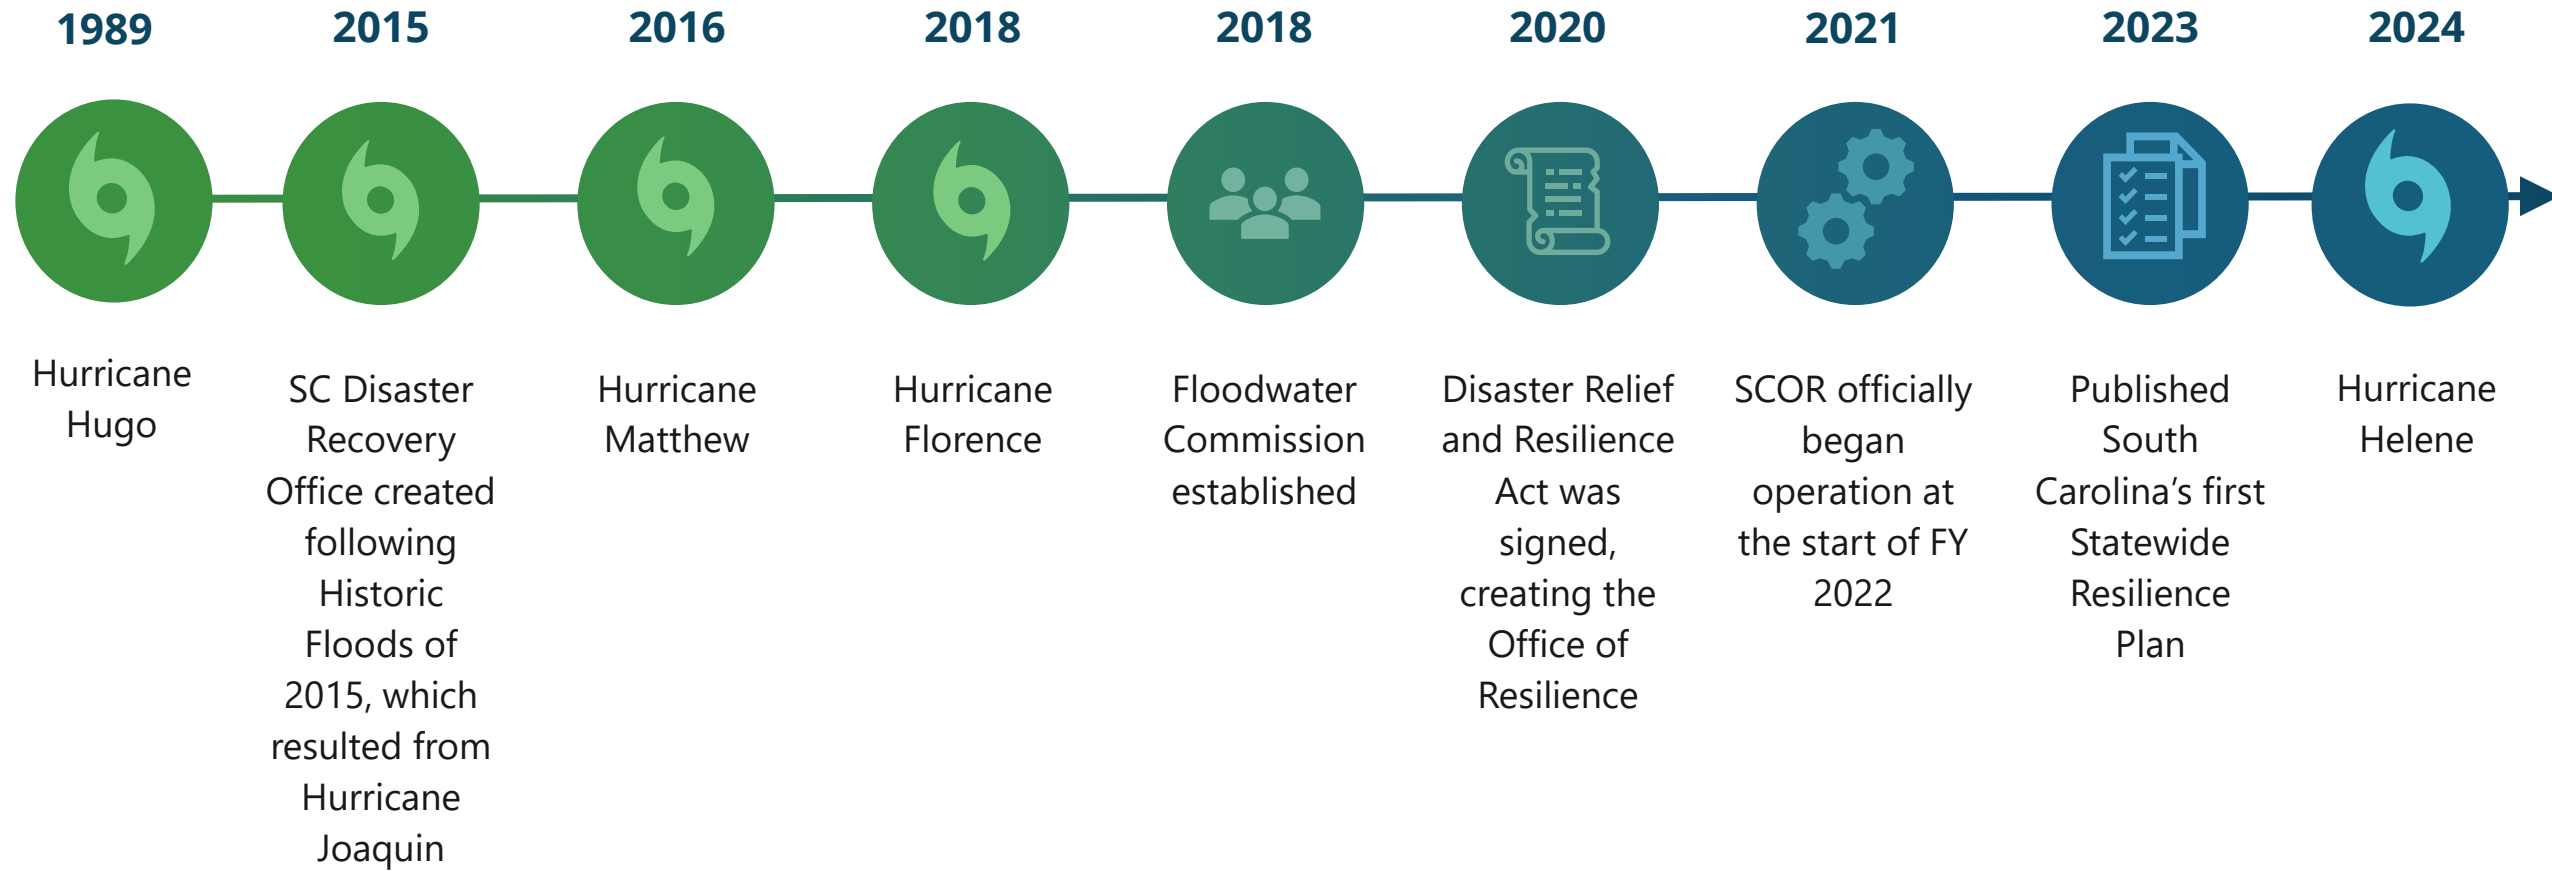 1989
Hurricane
Hugo
2015
SC Disaster
Recovery
Office created
following
Historic
Floods of
2015, which
resulted from
Hurricane
Joaquin
2016
Hurricane
Matthew
2018
Hurricane
Florence
2018
Floodwater
Commission
established
2020
Disaster Relief
and Resilience
Act was
signed,
creating the
Office of
Resilience
2021
SCOR officially
began
operation at
the start of FY
2022
2023
Published
South
Carolina’s first
Statewide
Resilience
Plan
2024
Hurricane
Helene